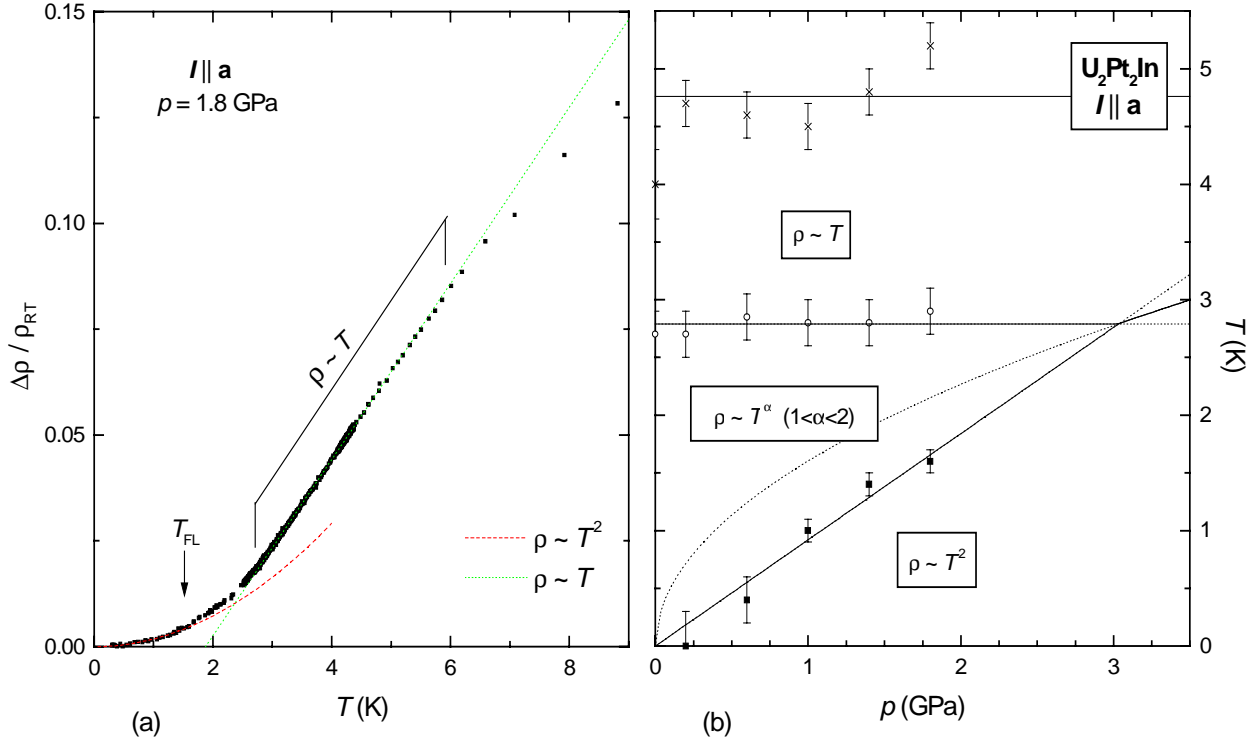 0.15
0.10
0.05
0.00
Δρ / ρRT
I || a
p = 1.8 GPa
ρ ~ T
TFL
ρ ~ T²
ρ ~ T
0
2
4
6
8
T (K)
(a)
U₂Pt₂In
I || a
ρ ~ T
ρ ~ Tᵅ (1<α<2)
ρ ~ T²
5
4
3
2
1
0
T (K)
0
1
2
3
p (GPa)
(b)